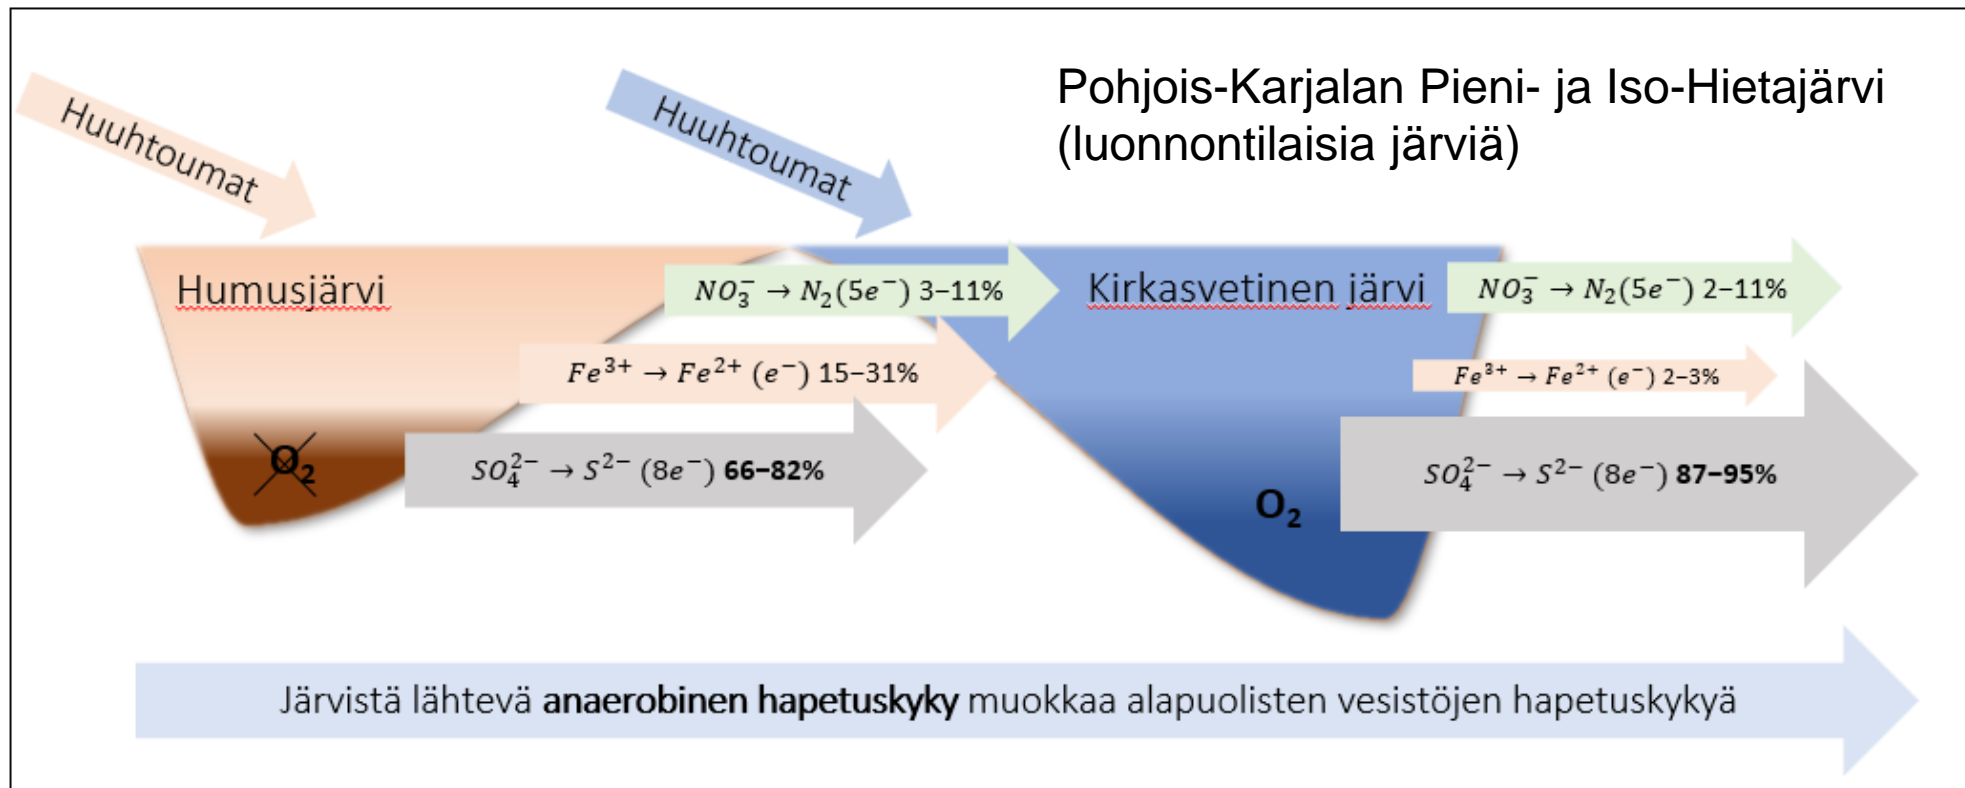 Pohjois-Karjalan Pieni- ja Iso-Hietajärvi
(luonnontilaisia järviä)
Huuhtoumat
Huuhtoumat
Humusjärvi
NO₃⁻ → N₂(5e⁻) 3–11%
Fe³⁺ → Fe²⁺ (e⁻) 15–31%
O₂
SO₄²⁻ → S²⁻ (8e⁻) 66–82%
Kirkasvetinen järvi
NO₃⁻ → N₂(5e⁻) 2–11%
Fe³⁺ → Fe²⁺ (e⁻) 2–3%
O₂
SO₄²⁻ → S²⁻ (8e⁻) 87–95%
Järvistä lähtevä anaerobinen hapetuskyky muokkaa alapuolisten vesistöjen hapetuskykyä